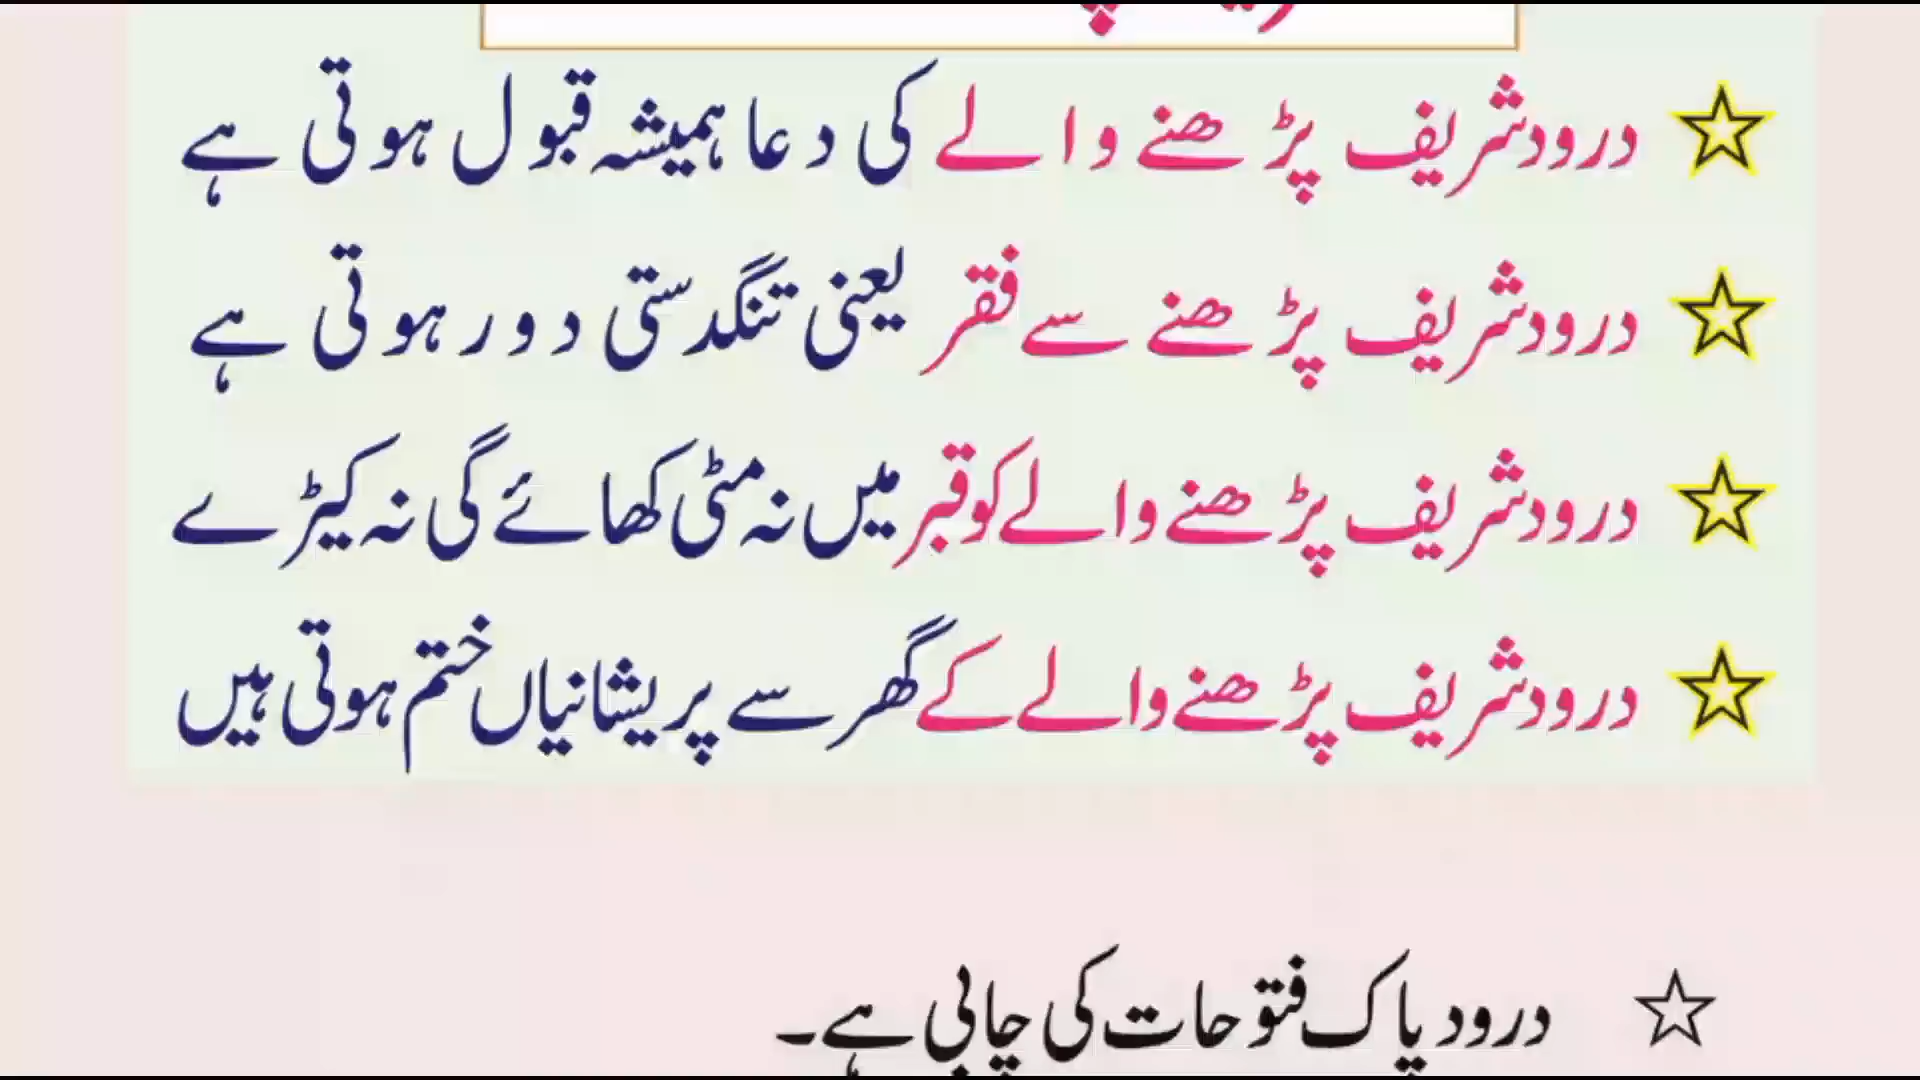 درود شریف پڑھنے والے کی دعا ہمیشہ قبول ہوتی ہے
درود شریف پڑھنے سے فقر یعنی تنگدستی دور ہوتی ہے
درود شریف پڑھنے والے کو قبر میں نہ مٹی کھائے گی نہ کیڑے
درود شریف پڑھنے والے کے گھر سے پریشانیاں ختم ہوتی ہیں
درود پاک فتوحات کی چابی ہے۔